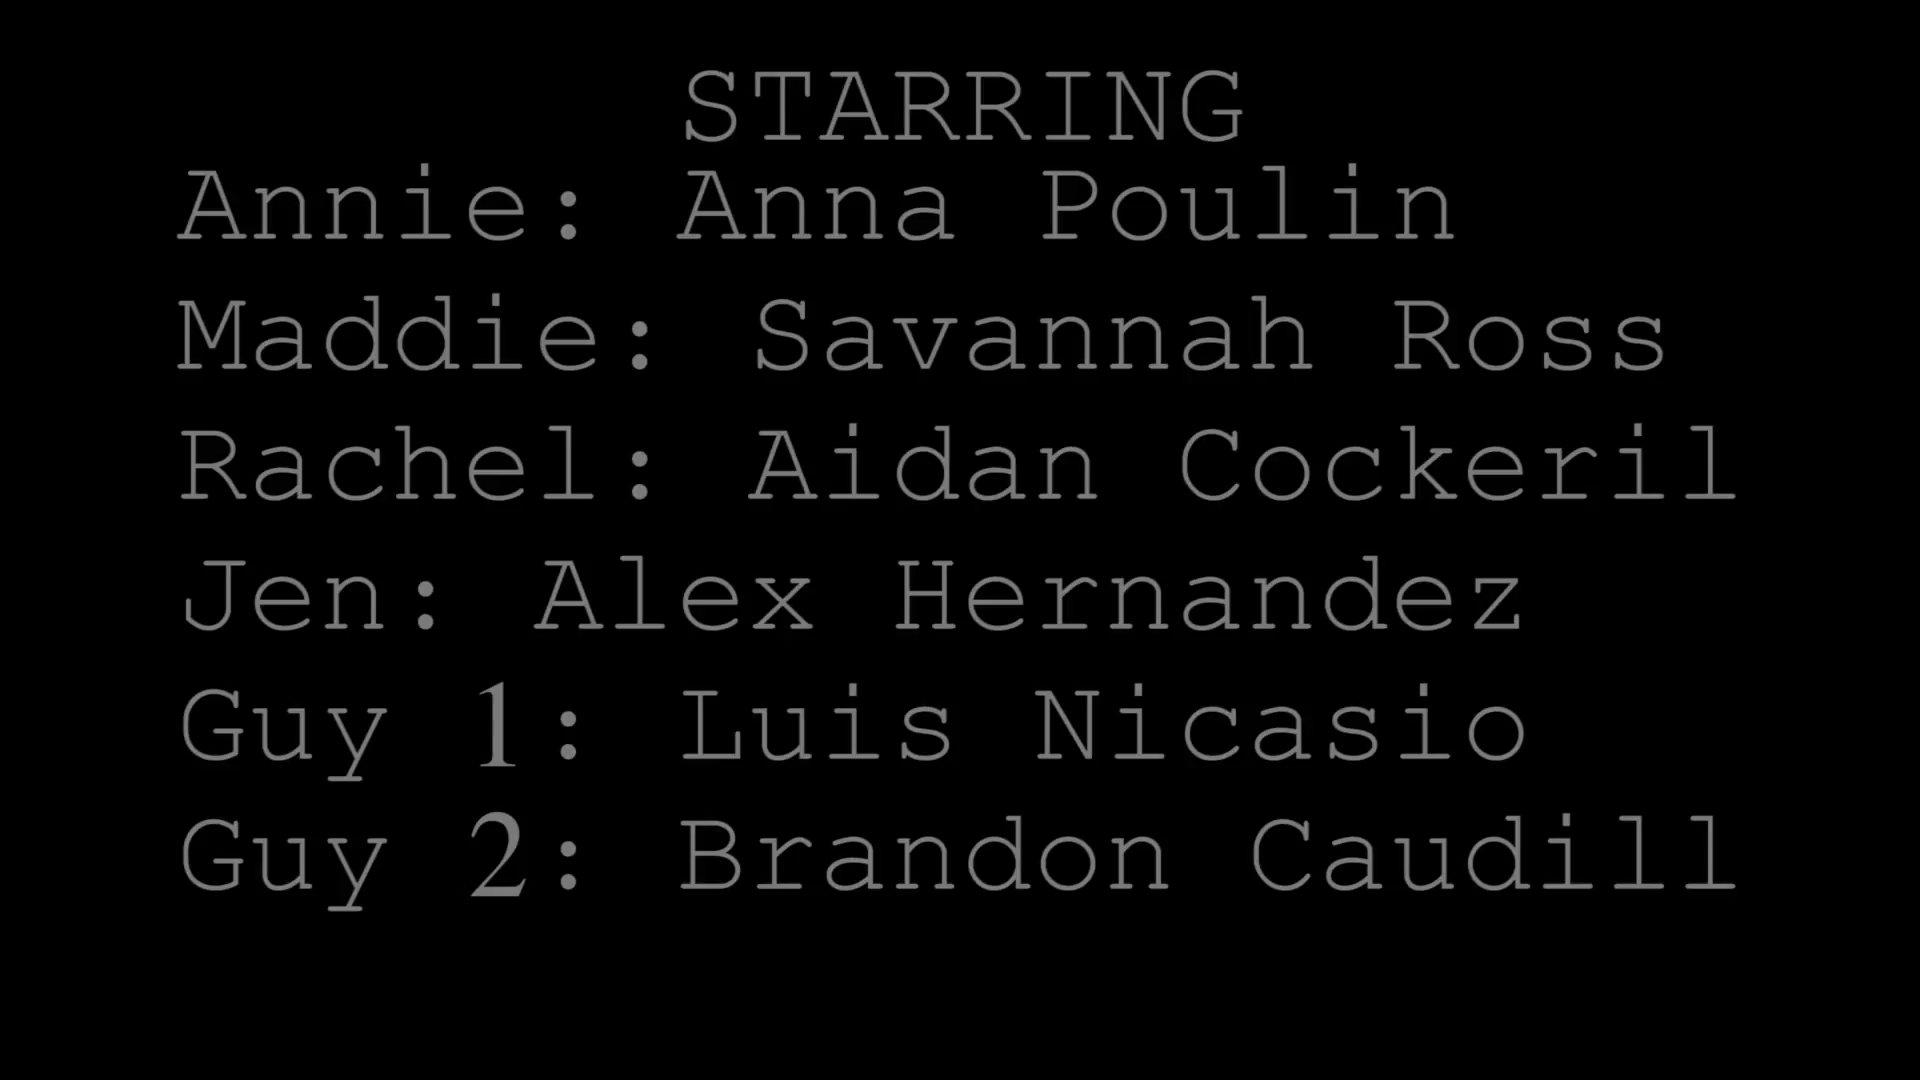 STARRING
Annie: Anna Poulin
Maddie: Savannah Ross
Rachel: Aidan Cockeril
Jen: Alex Hernandez
Guy 1: Luis Nicasio
Guy 2: Brandon Caudill